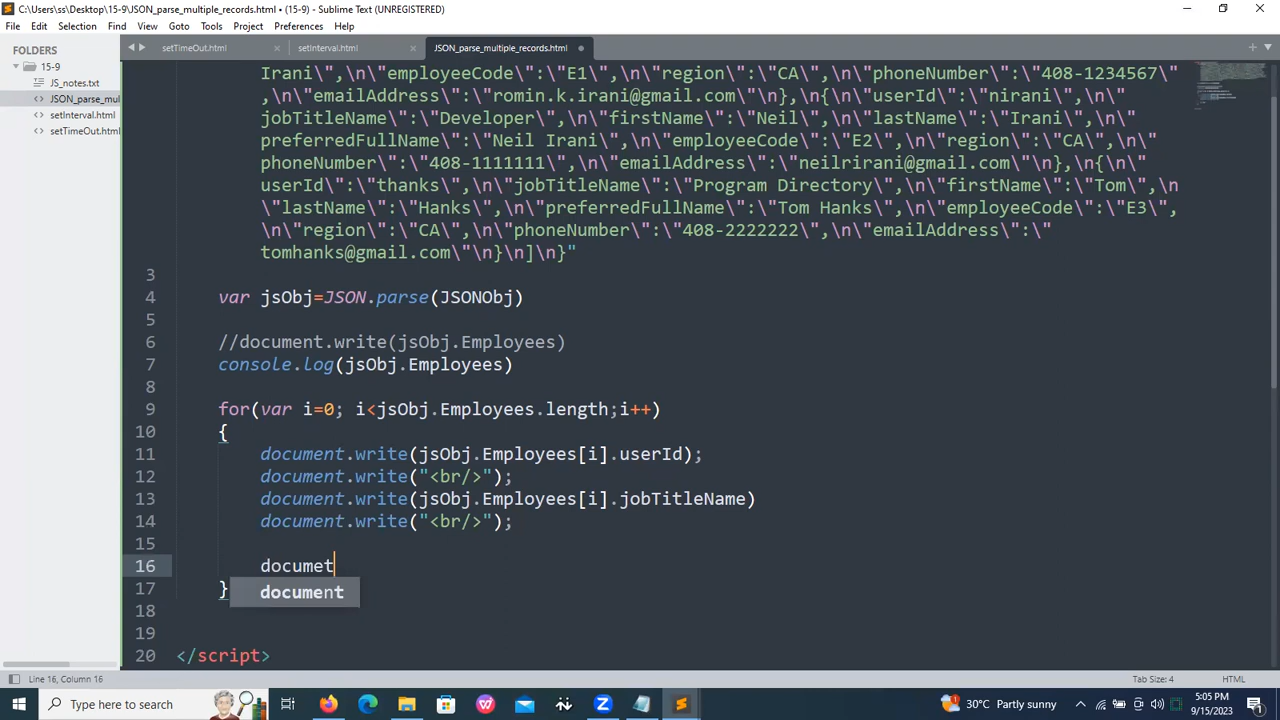 C:\Users\ss\Desktop\15-9\JSON_parse_multiple_records.html • (15-9) - Sublime Text (UNREGISTERED)
File Edit Selection Find View Goto Tools Project Preferences Help
FOLDERS
15-9
JS_notes.txt
JSON_parse_mul
setInterval.html
setTimeOut.html
setTimeOut.html × setInterval.html × JSON_parse_multiple_records.html
Irani\",\n\"employeeCode\":\"E1\",\n\"region\":\"CA\",\n\"phoneNumber\":\"408-1234567\"
,\n\"emailAddress\":\"romin.k.irani@gmail.com\"\n},\n{\n\"userId\":\"nirani\",\n\"
jobTitleName\":\"Developer\",\n\"firstName\":\"Neil\",\n\"lastName\":\"Irani\",\n\"
preferredFullName\":\"Neil Irani\",\n\"employeeCode\":\"E2\",\n\"region\":\"CA\",\n\"
phoneNumber\":\"408-1111111\",\n\"emailAddress\":\"neilrirani@gmail.com\"\n},\n{\n\"
userId\":\"thanks\",\n\"jobTitleName\":\"Program Directory\",\n\"firstName\":\"Tom\",\n
\"lastName\":\"Hanks\",\n\"preferredFullName\":\"Tom Hanks\",\n\"employeeCode\":\"E3\",
\n\"region\":\"CA\",\n\"phoneNumber\":\"408-2222222\",\n\"emailAddress\":\"
tomhanks@gmail.com\"\n}\n]\n}"
3
4 var jsObj=JSON.parse(JSONObj)
5
6 //document.write(jsObj.Employees)
7 console.log(jsObj.Employees)
8
9 for(var i=0; i<jsObj.Employees.length;i++)
10 {
11 document.write(jsObj.Employees[i].userId);
12 document.write("<br/>");
13 document.write(jsObj.Employees[i].jobTitleName)
14 document.write("<br/>");
15
16 documet
17 }
document
18
19
20 </script>
Line 16, Column 16 Tab Size: 4 HTML
Type here to search
30°C Partly sunny
5:05 PM
9/15/2023
1